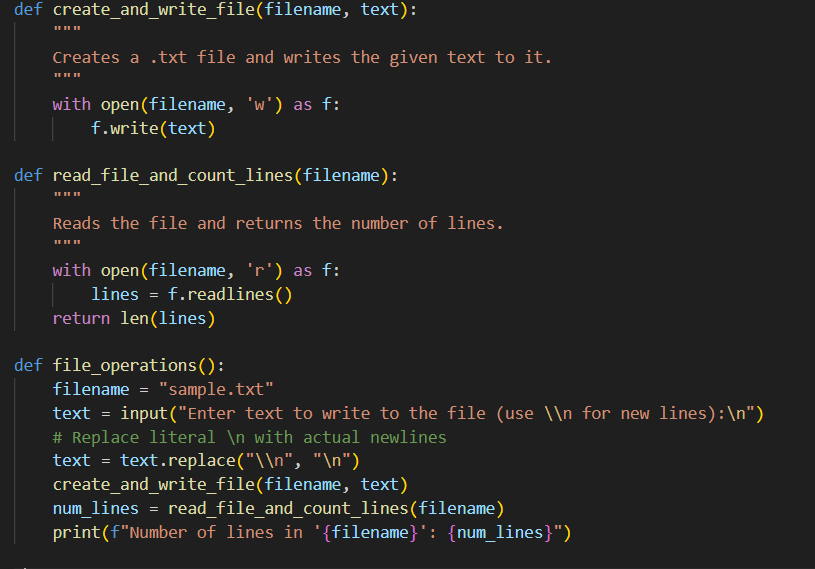 def create_and_write_file(filename, text):
    """
    Creates a .txt file and writes the given text to it.
    """
    with open(filename, 'w') as f:
        f.write(text)

def read_file_and_count_lines(filename):
    """
    Reads the file and returns the number of lines.
    """
    with open(filename, 'r') as f:
        lines = f.readlines()
    return len(lines)

def file_operations():
    filename = "sample.txt"
    text = input("Enter text to write to the file (use \\n for new lines):\n")
    # Replace literal \n with actual newlines
    text = text.replace("\\n", "\n")
    create_and_write_file(filename, text)
    num_lines = read_file_and_count_lines(filename)
    print(f"Number of lines in '{filename}': {num_lines}")